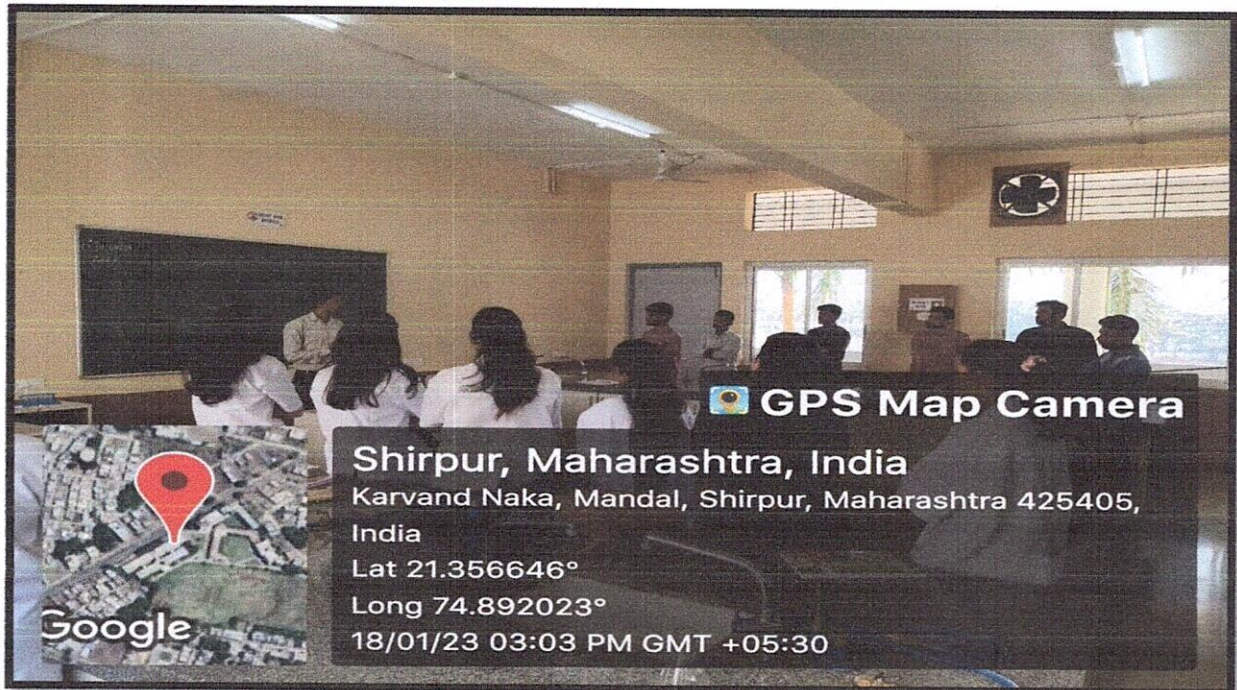 GPS Map Camera
Shirpur, Maharashtra, India
Karvand Naka, Mandal, Shirpur, Maharashtra 425405,
India
Lat 21.356646°
Long 74.892023°
18/01/23 03:03 PM GMT +05:30
Google